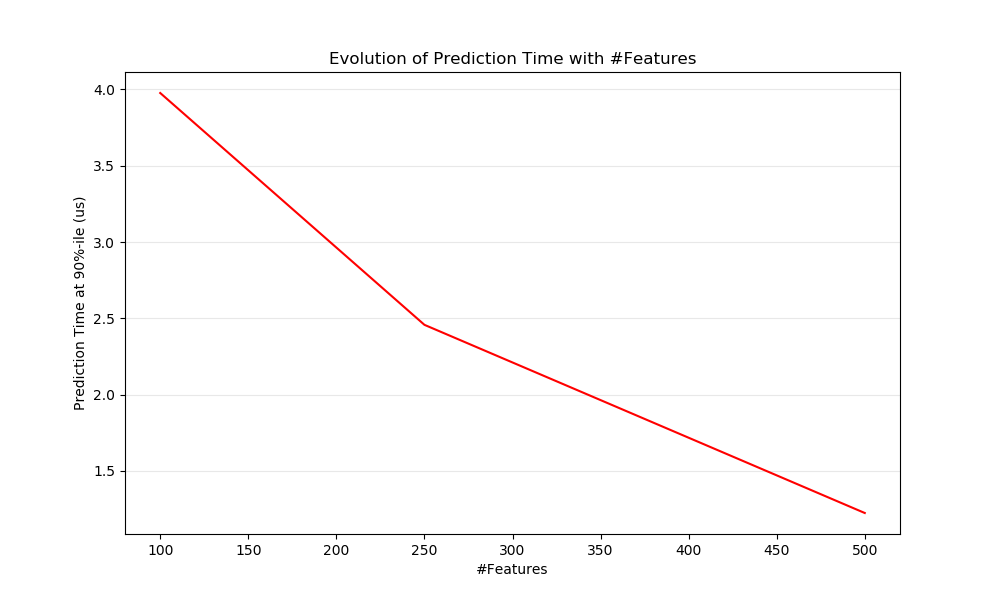 Evolution of Prediction Time with #Features
Prediction Time at 90%-ile (us)
4.0
3.5
3.0
2.5
2.0
1.5
100 150 200 250 300 350 400 450 500
#Features